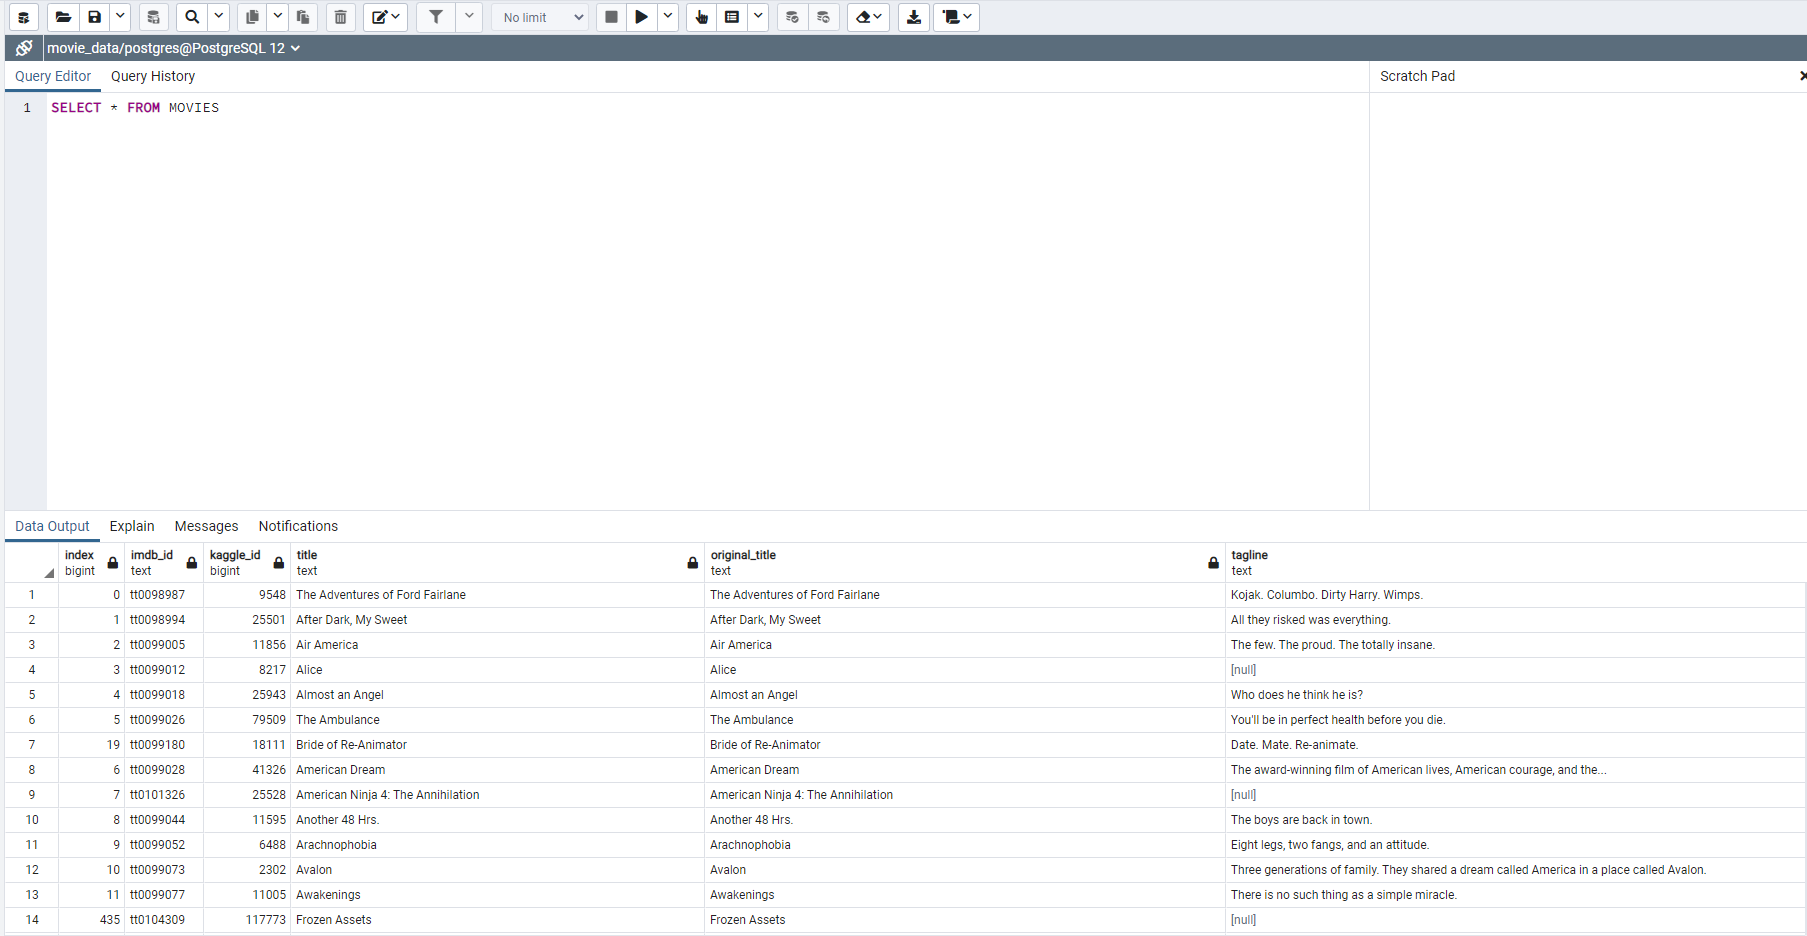 No limit
movie_data/postgres@PostgreSQL 12
Query Editor Query History Scratch Pad
1 SELECT * FROM MOVIES
Data Output Explain Messages Notifications
index imdb_id kaggle_id title original_title tagline
bigint text bigint text text text
1 0 tt0098987 9548 The Adventures of Ford Fairlane The Adventures of Ford Fairlane Kojak. Columbo. Dirty Harry. Wimps.
2 1 tt0098994 25501 After Dark, My Sweet After Dark, My Sweet All they risked was everything.
3 2 tt0099005 11856 Air America Air America The few. The proud. The totally insane.
4 3 tt0099012 8217 Alice Alice [null]
5 4 tt0099018 25943 Almost an Angel Almost an Angel Who does he think he is?
6 5 tt0099026 79509 The Ambulance The Ambulance You'll be in perfect health before you die.
7 19 tt0099180 18111 Bride of Re-Animator Bride of Re-Animator Date. Mate. Re-animate.
8 6 tt0099028 41326 American Dream American Dream The award-winning film of American lives, American courage, and the...
9 7 tt0101326 25528 American Ninja 4: The Annihilation American Ninja 4: The Annihilation [null]
10 8 tt0099044 11595 Another 48 Hrs. Another 48 Hrs. The boys are back in town.
11 9 tt0099052 6488 Arachnophobia Arachnophobia Eight legs, two fangs, and an attitude.
12 10 tt0099073 2302 Avalon Avalon Three generations of family. They shared a dream called America in a place called Avalon.
13 11 tt0099077 11005 Awakenings Awakenings There is no such thing as a simple miracle.
14 435 tt0104309 117773 Frozen Assets Frozen Assets [null]